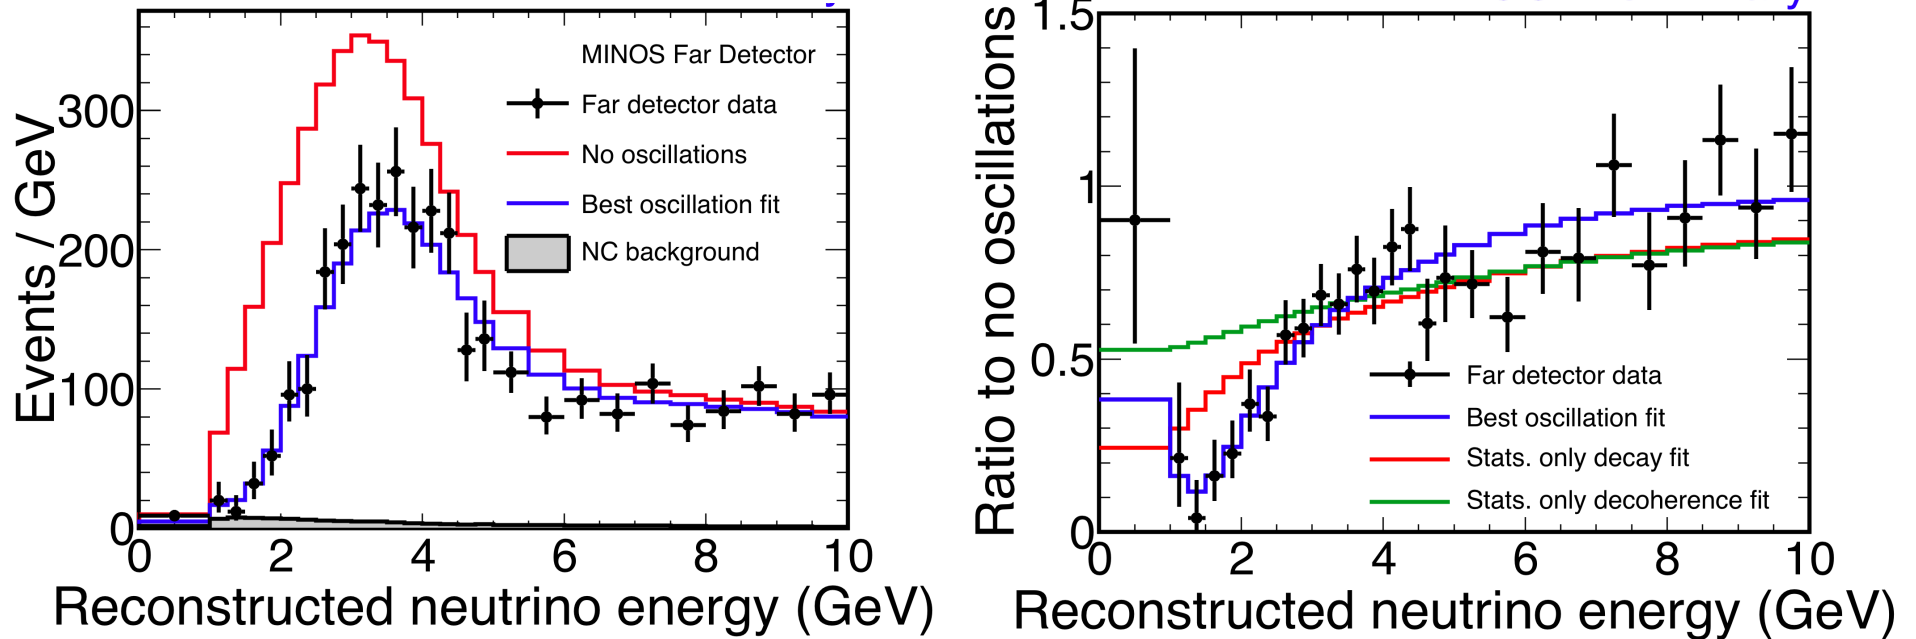 Events / GeV
300
200
100
0
MINOS Far Detector
Far detector data
No oscillations
Best oscillation fit
NC background
0 2 4 6 8 10
Reconstructed neutrino energy (GeV)
Ratio to no oscillations
1.5
1
0.5
0
Far detector data
Best oscillation fit
Stats. only decay fit
Stats. only decoherence fit
0 2 4 6 8 10
Reconstructed neutrino energy (GeV)